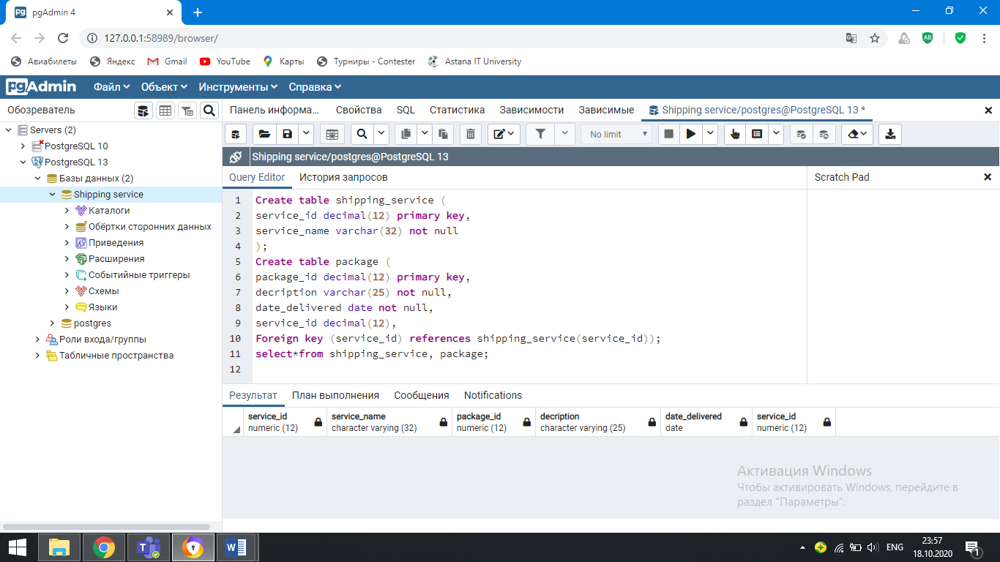 pgAdmin 4
127.0.0.1:58989/browser/
Авиабилеты Яндекс Gmail YouTube Карты Турниры - Contester Astana IT University
pgAdmin Файл Объект Инструменты Справка
Обозреватель
Панель информа... Свойства SQL Статистика Зависимости Зависимые Shipping service/postgres@PostgreSQL 13 *
No limit
Shipping service/postgres@PostgreSQL 13
Servers (2)
PostgreSQL 10
PostgreSQL 13
Базы данных (2)
Shipping service
Каталоги
Обёртки сторонних данных
Приведения
Расширения
Событийные триггеры
Схемы
Языки
postgres
Роли входа/группы
Табличные пространства
Query Editor История запросов
Scratch Pad
1 Create table shipping_service (
2 service_id decimal(12) primary key,
3 service_name varchar(32) not null
4 );
5 Create table package (
6 package_id decimal(12) primary key,
7 decription varchar(25) not null,
8 date_delivered date not null,
9 service_id decimal(12),
10 Foreign key (service_id) references shipping_service(service_id));
11 select*from shipping_service, package;
12
Результат План выполнения Сообщения Notifications
service_id service_name package_id decription date_delivered service_id
numeric (12) character varying (32) numeric (12) character varying (25) date numeric (12)
Активация Windows
Чтобы активировать Windows, перейдите в
раздел "Параметры".
ENG
23:57
18.10.2020
1